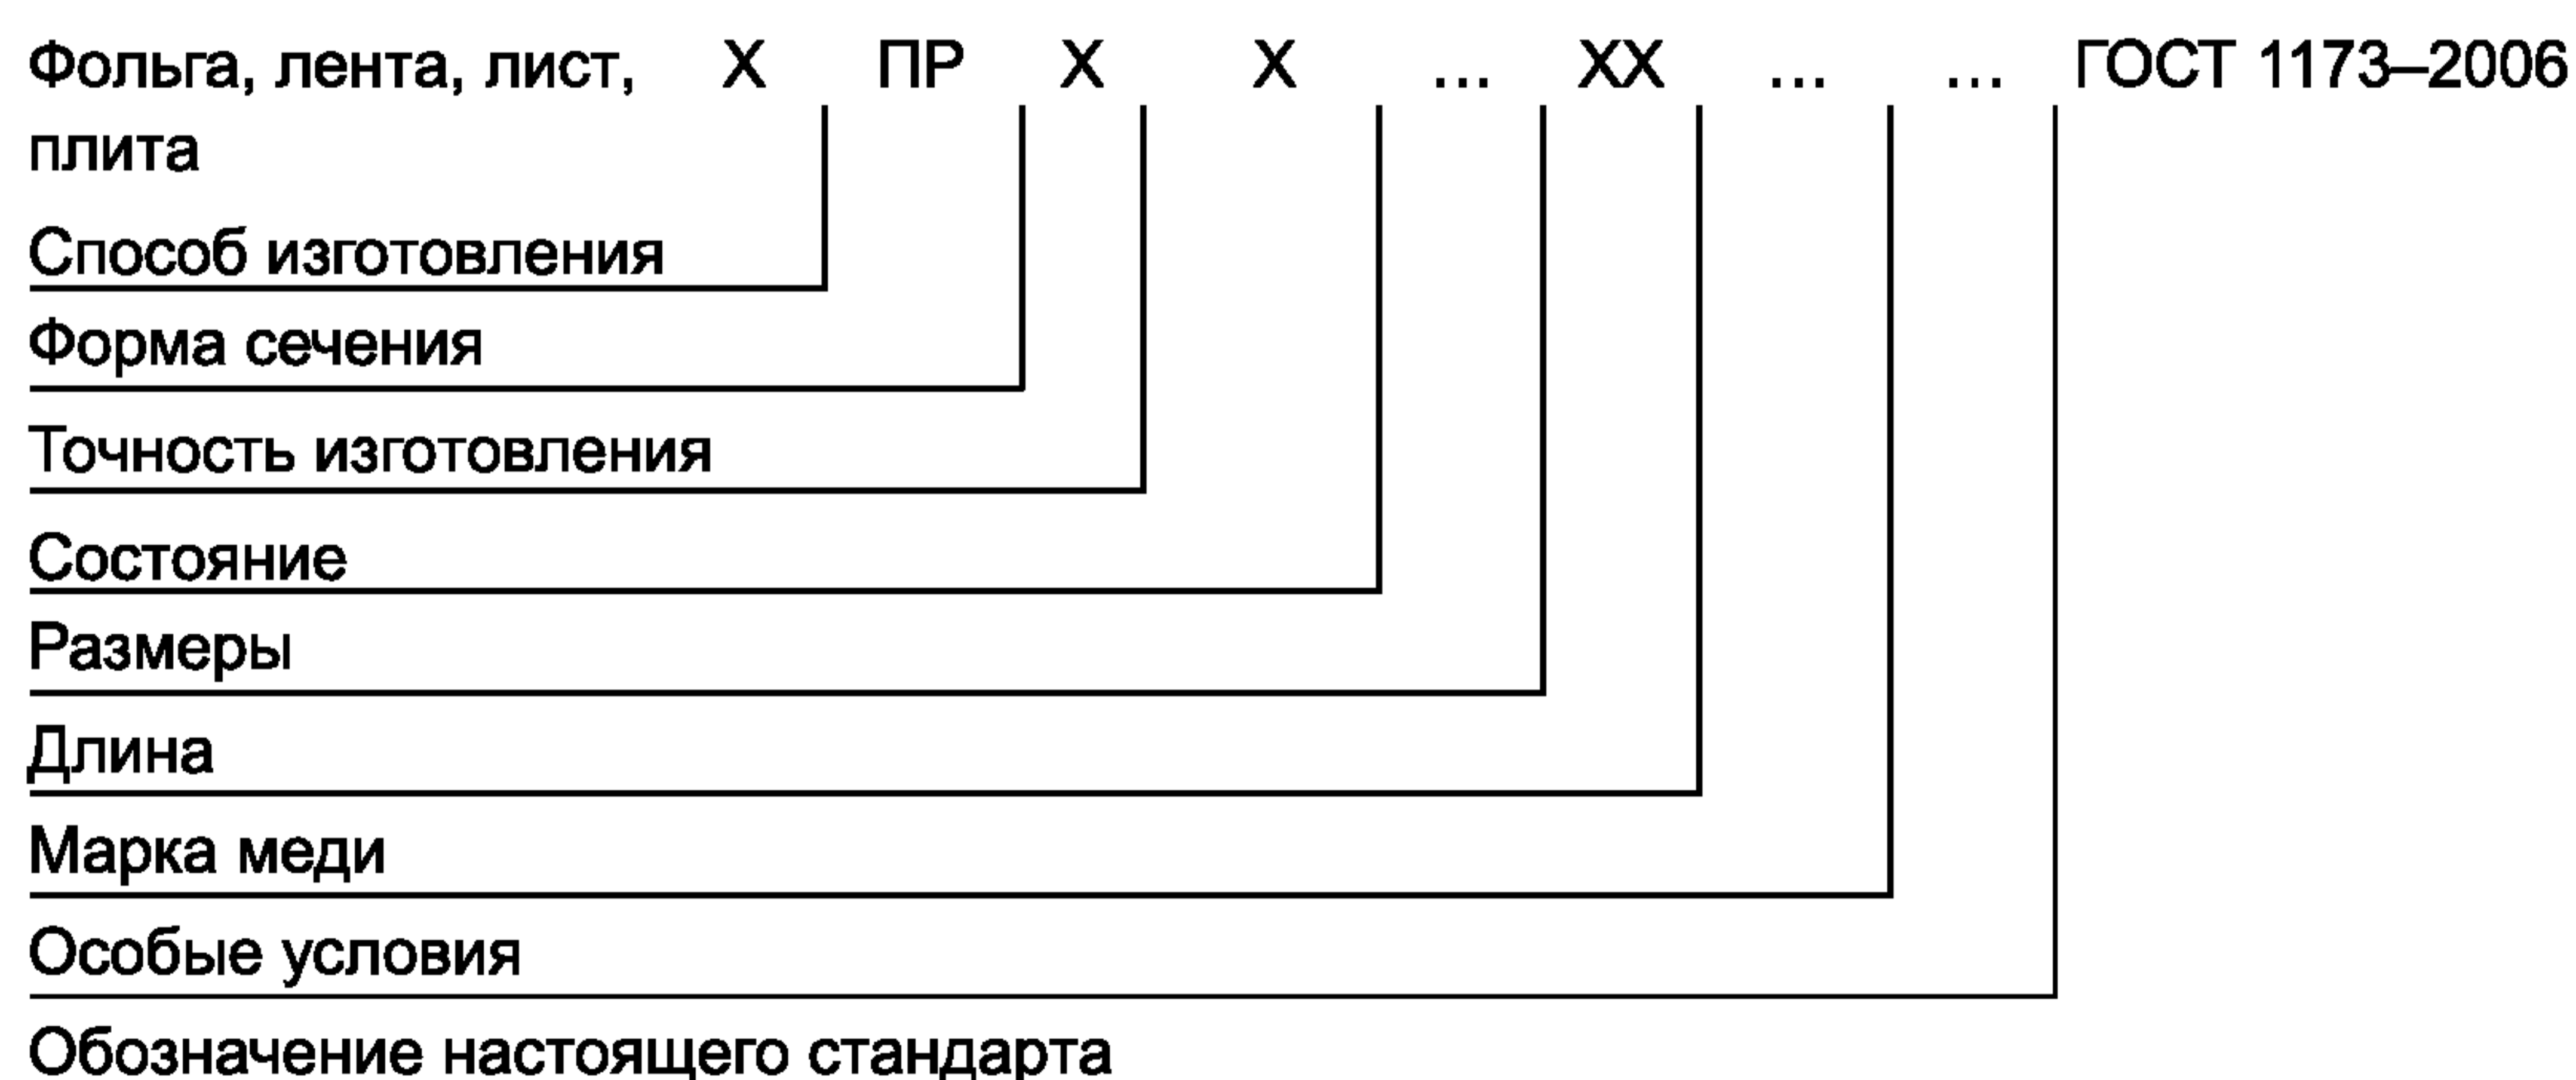 Фольга, лента, лист, Х ПР Х Х ... ХХ ... ... ГОСТ 1173–2006
плита
Способ изготовления
Форма сечения
Точность изготовления
Состояние
Размеры
Длина
Марка меди
Особые условия
Обозначение настоящего стандарта